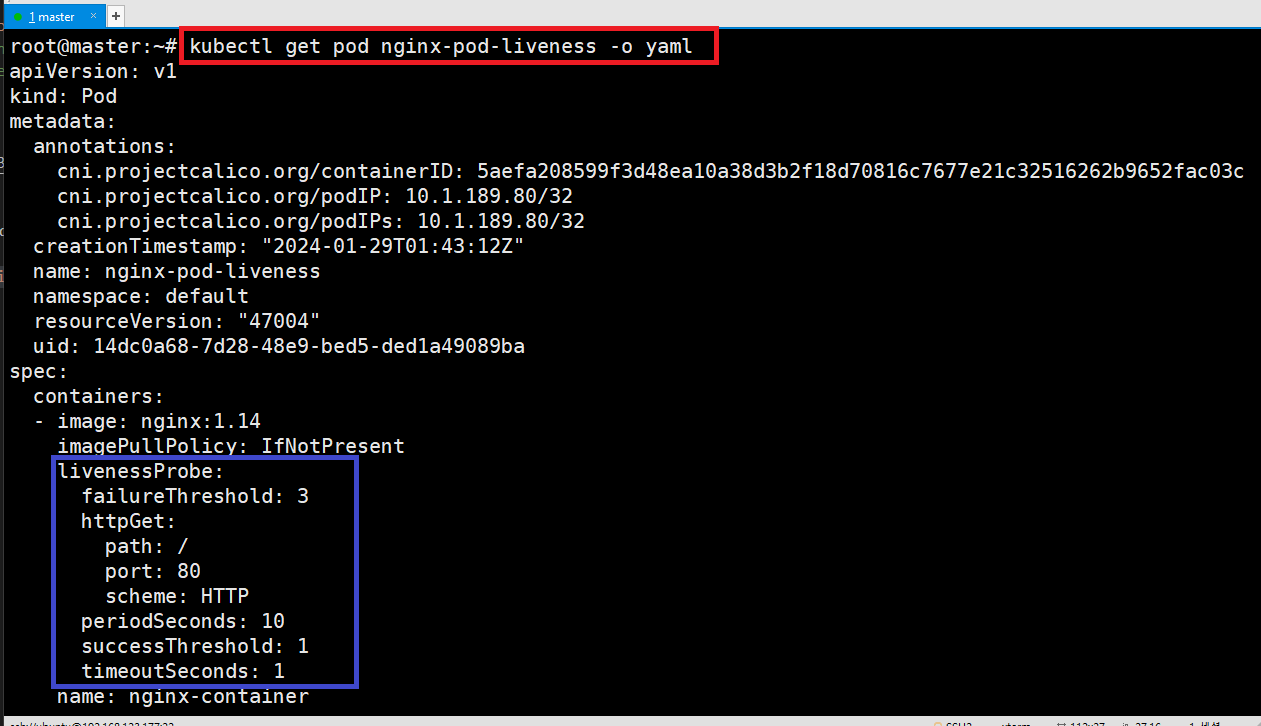 1 master × +
root@master:~# kubectl get pod nginx-pod-liveness -o yaml
apiVersion: v1
kind: Pod
metadata:
  annotations:
    cni.projectcalico.org/containerID: 5aefa208599f3d48ea10a38d3b2f18d70816c7677e21c32516262b9652fac03c
    cni.projectcalico.org/podIP: 10.1.189.80/32
    cni.projectcalico.org/podIPs: 10.1.189.80/32
  creationTimestamp: "2024-01-29T01:43:12Z"
  name: nginx-pod-liveness
  namespace: default
  resourceVersion: "47004"
  uid: 14dc0a68-7d28-48e9-bed5-ded1a49089ba
spec:
  containers:
  - image: nginx:1.14
    imagePullPolicy: IfNotPresent
    livenessProbe:
      failureThreshold: 3
      httpGet:
        path: /
        port: 80
        scheme: HTTP
      periodSeconds: 10
      successThreshold: 1
      timeoutSeconds: 1
    name: nginx-container